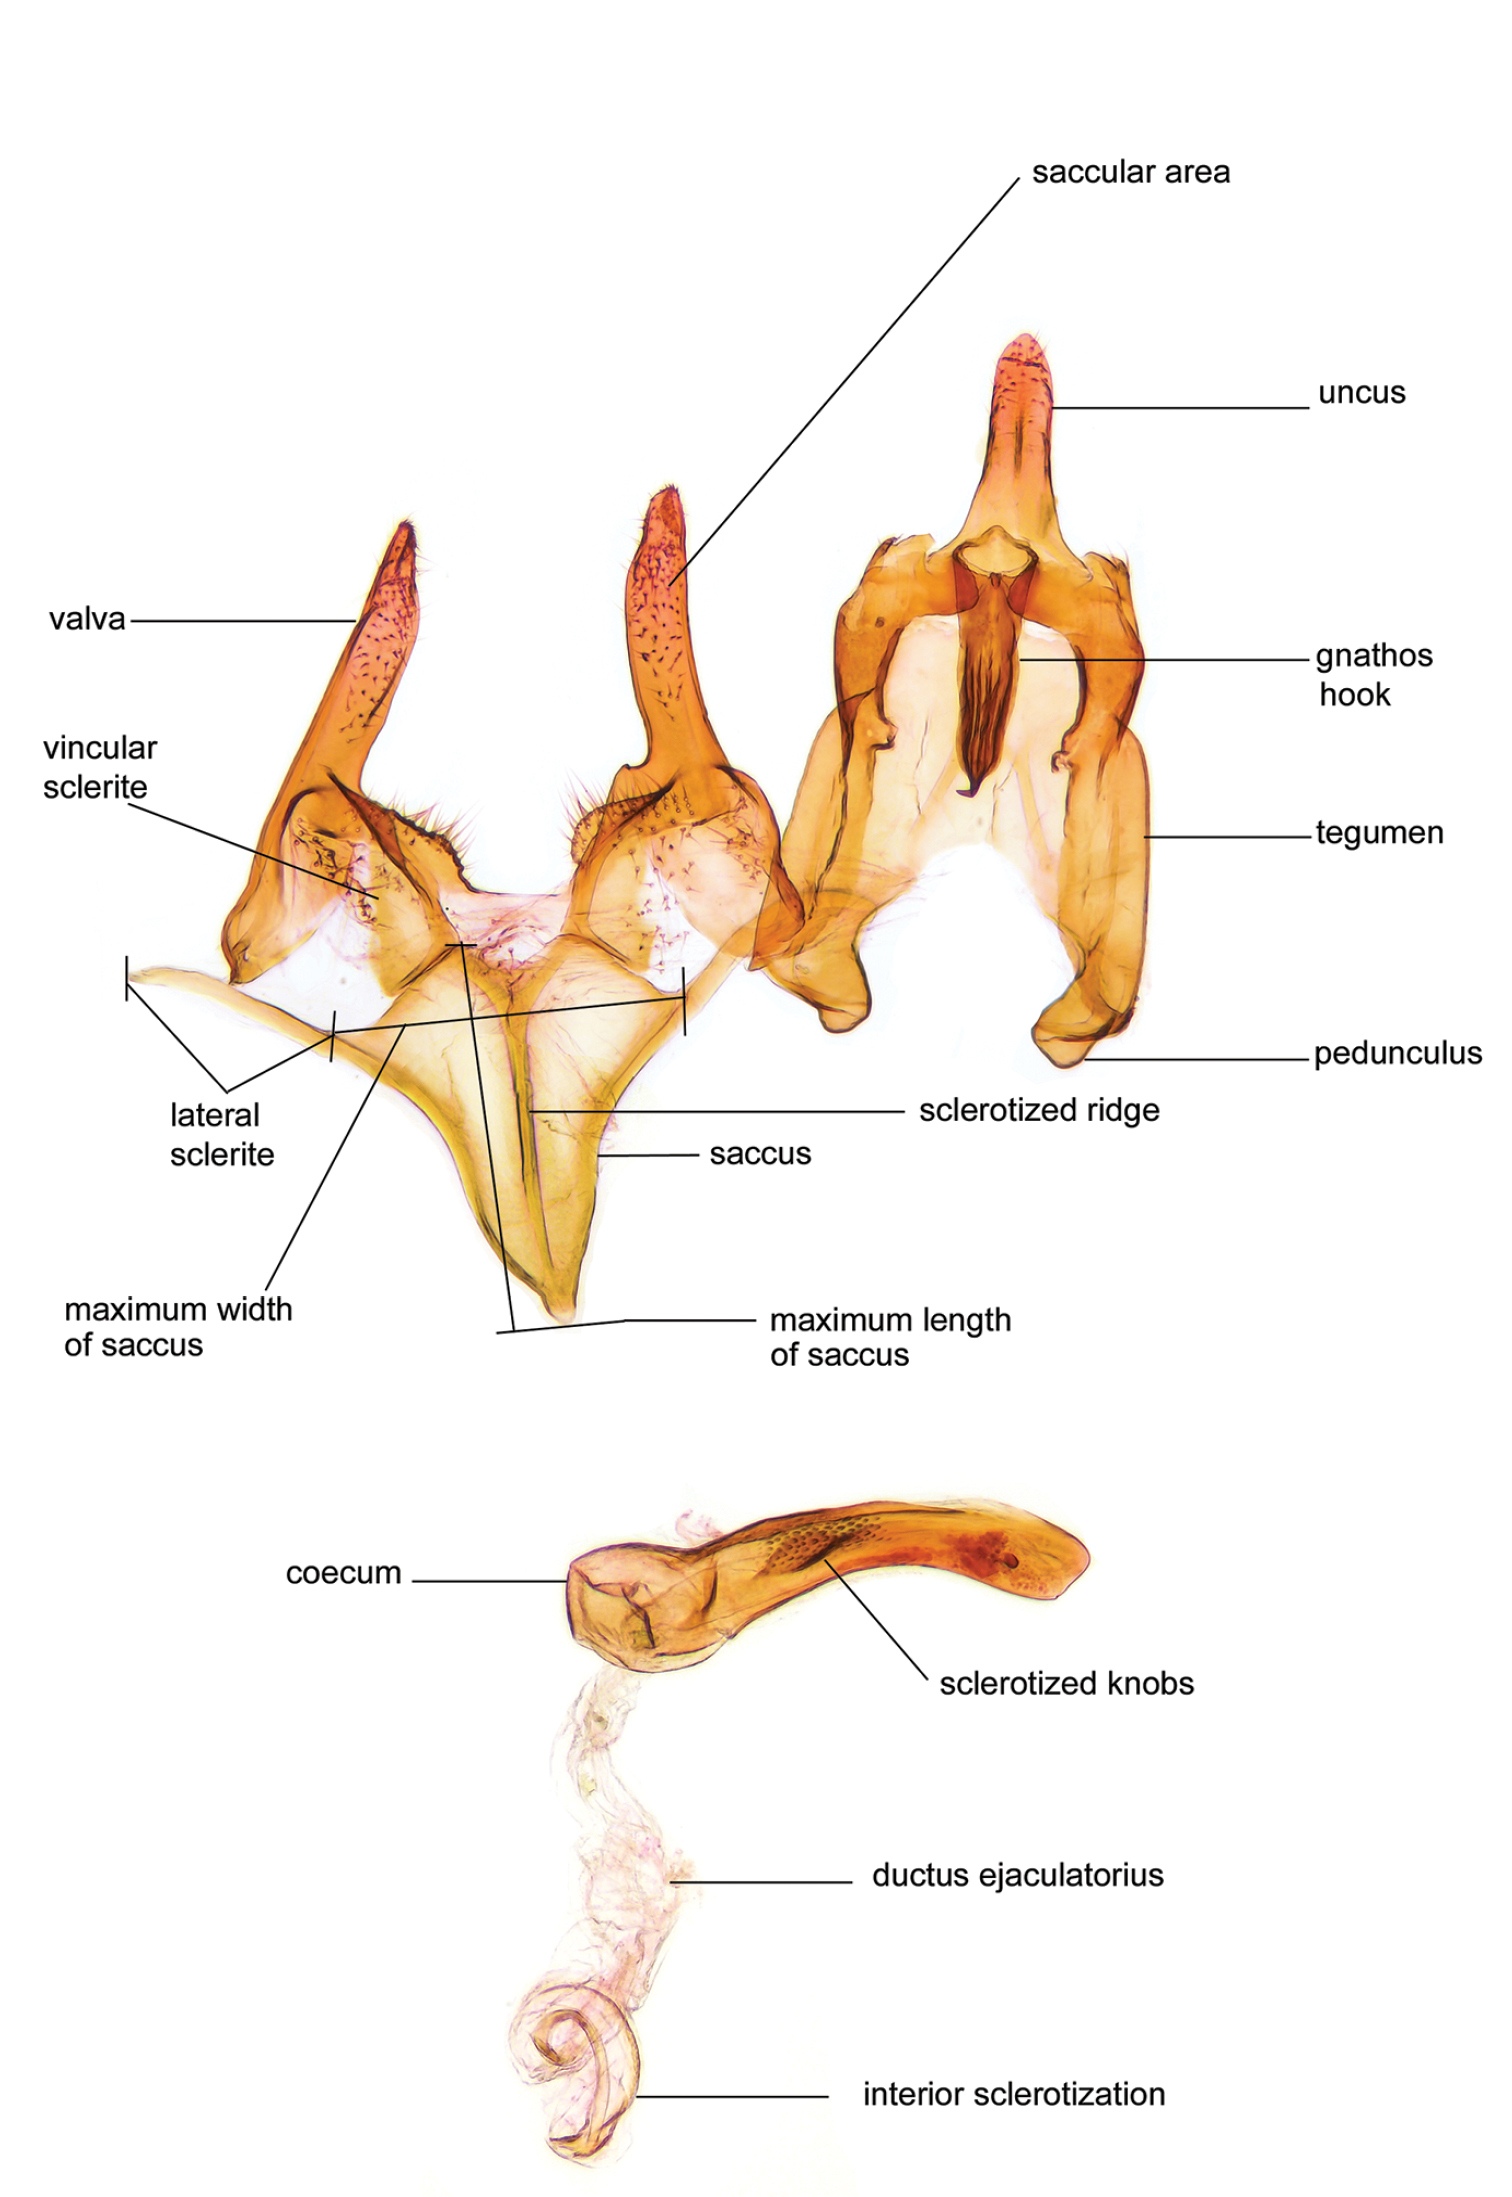 saccular area
uncus
valva
gnathos
hook
vincular
sclerite
tegumen
pedunculus
lateral
sclerite
sclerotized ridge
saccus
maximum width
of saccus
maximum length
of saccus
coecum
sclerotized knobs
ductus ejaculatorius
interior sclerotization